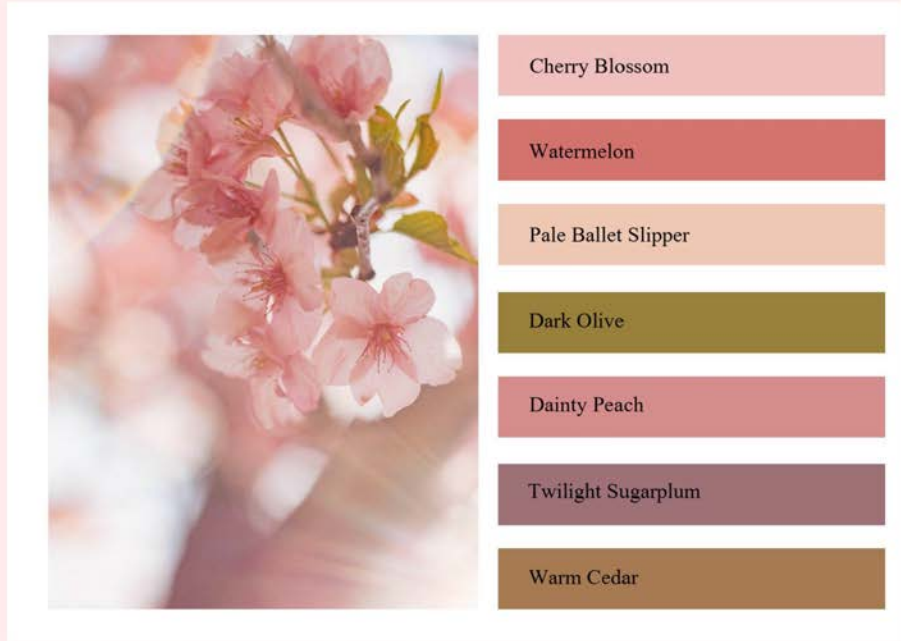 Cherry Blossom
Watermelon
Pale Ballet Slipper
Dark Olive
Dainty Peach
Twilight Sugarplum
Warm Cedar